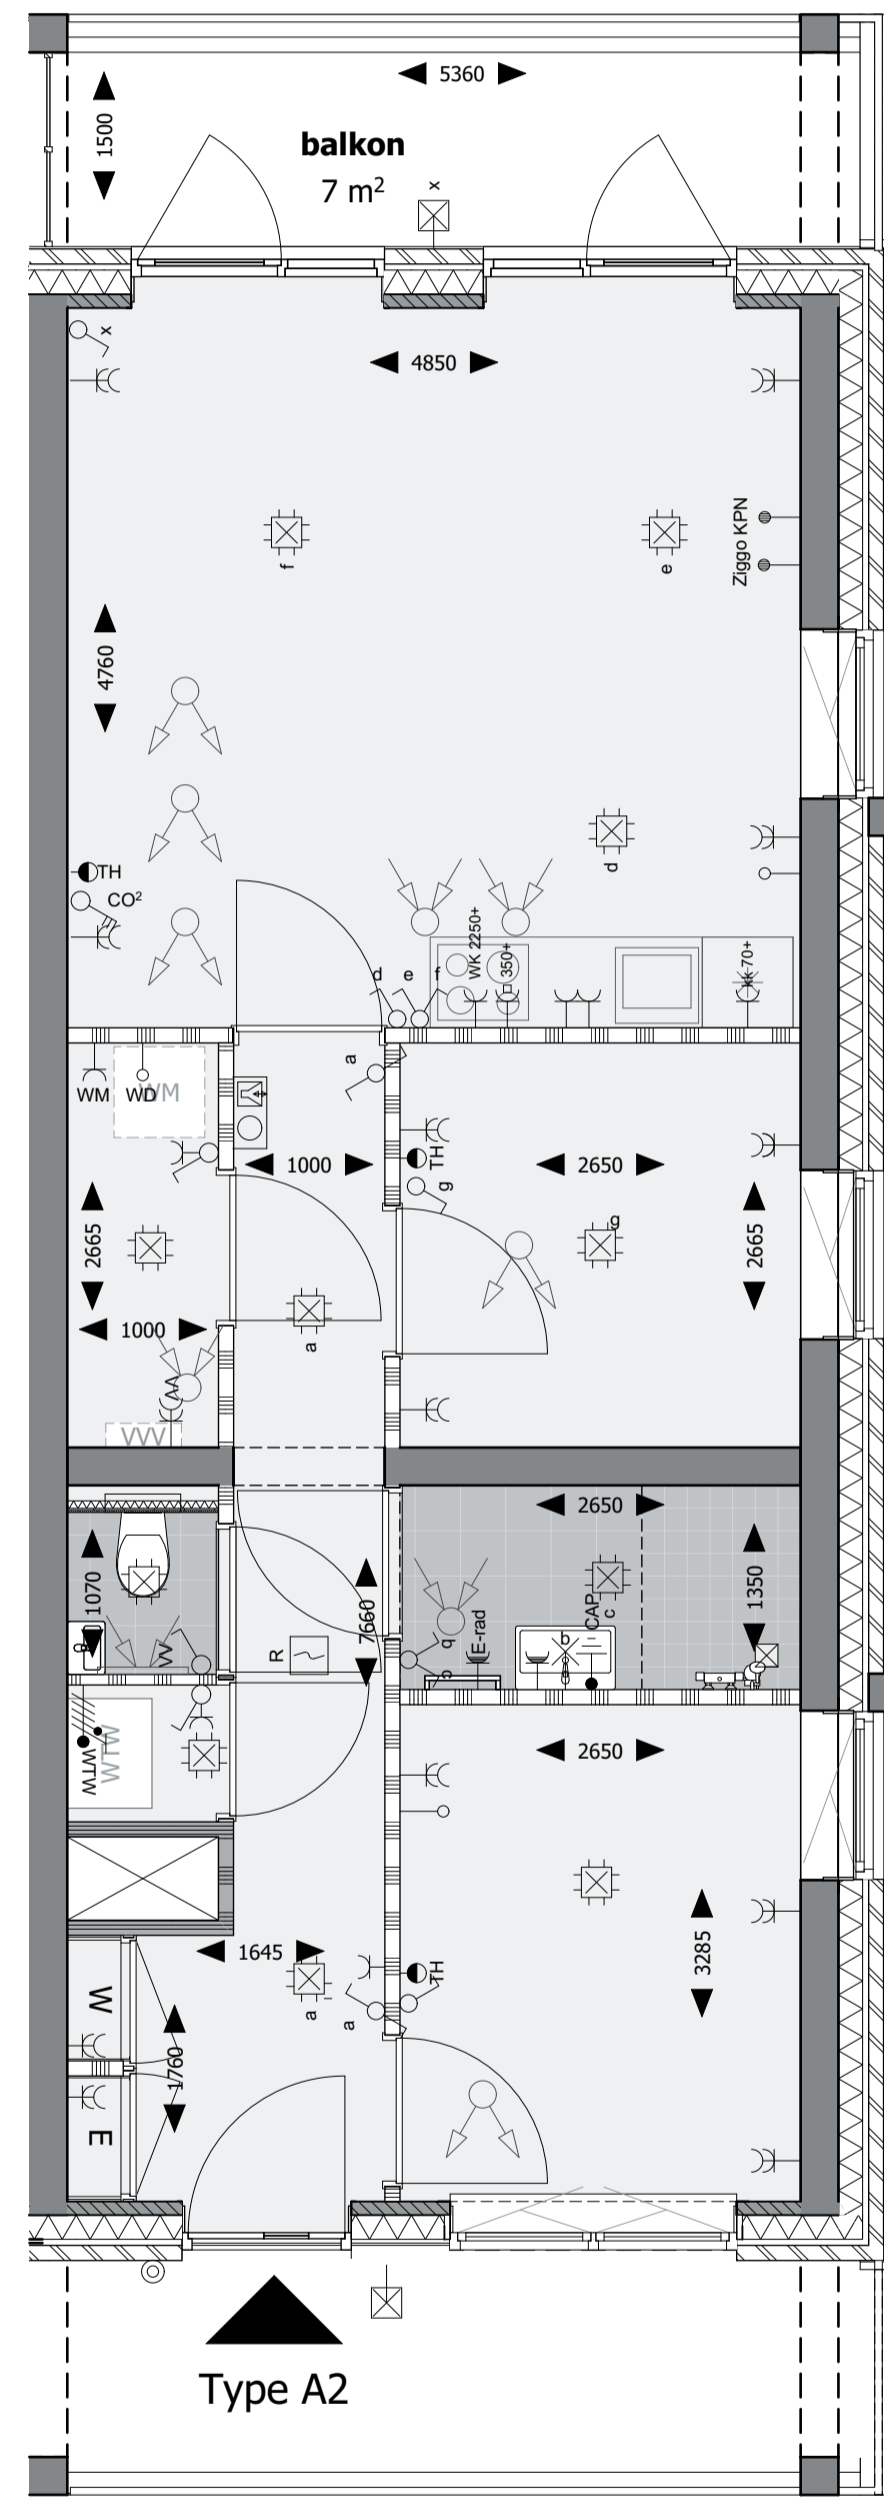 5360
1500
balkon
7 m²
x
x
4850
f
e
Ziggo KPN
4760
d
TH
CO²
WK 2250+
350+
kk 70+
d e f
a
WM WD WM
TH
g
1000
2650
g
2665
2665
1000
a
VV
VVV
2650
1070
7660
1350
CAP
c
b
E-rad
b
R
WTW
WTW
2650
1645
3285
W
TH
a
a
1760
E
Type A2